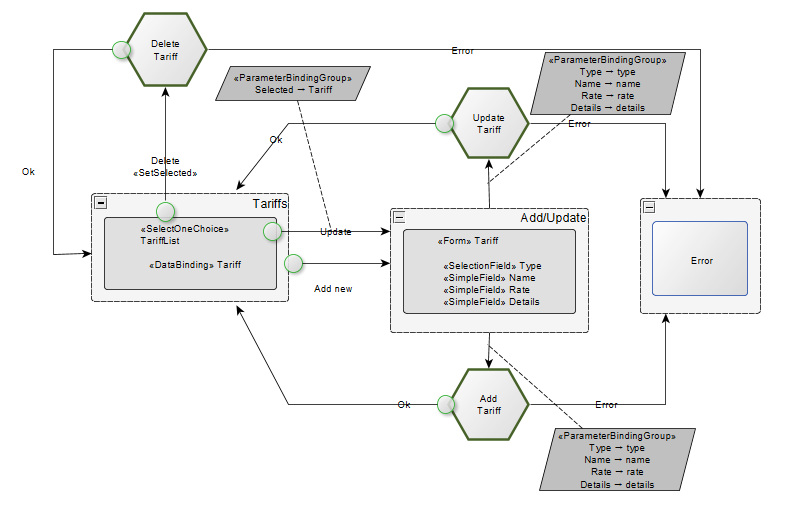 Delete
Tariff
Error
«ParameterBindingGroup»
Selected → Tariff
«ParameterBindingGroup»
Type → type
Name → name
Rate → rate
Details → details
Update
Tariff
Error
Ok
Ok
Delete
«SetSelected»
Tariffs
«SelectOneChoice»
TariffList
«DataBinding» Tariff
Update
Add new
Add/Update
«Form» Tariff
«SelectionField» Type
«SimpleField» Name
«SimpleField» Rate
«SimpleField» Details
Error
Ok
Add
Tariff
Error
«ParameterBindingGroup»
Type → type
Name → name
Rate → rate
Details → details